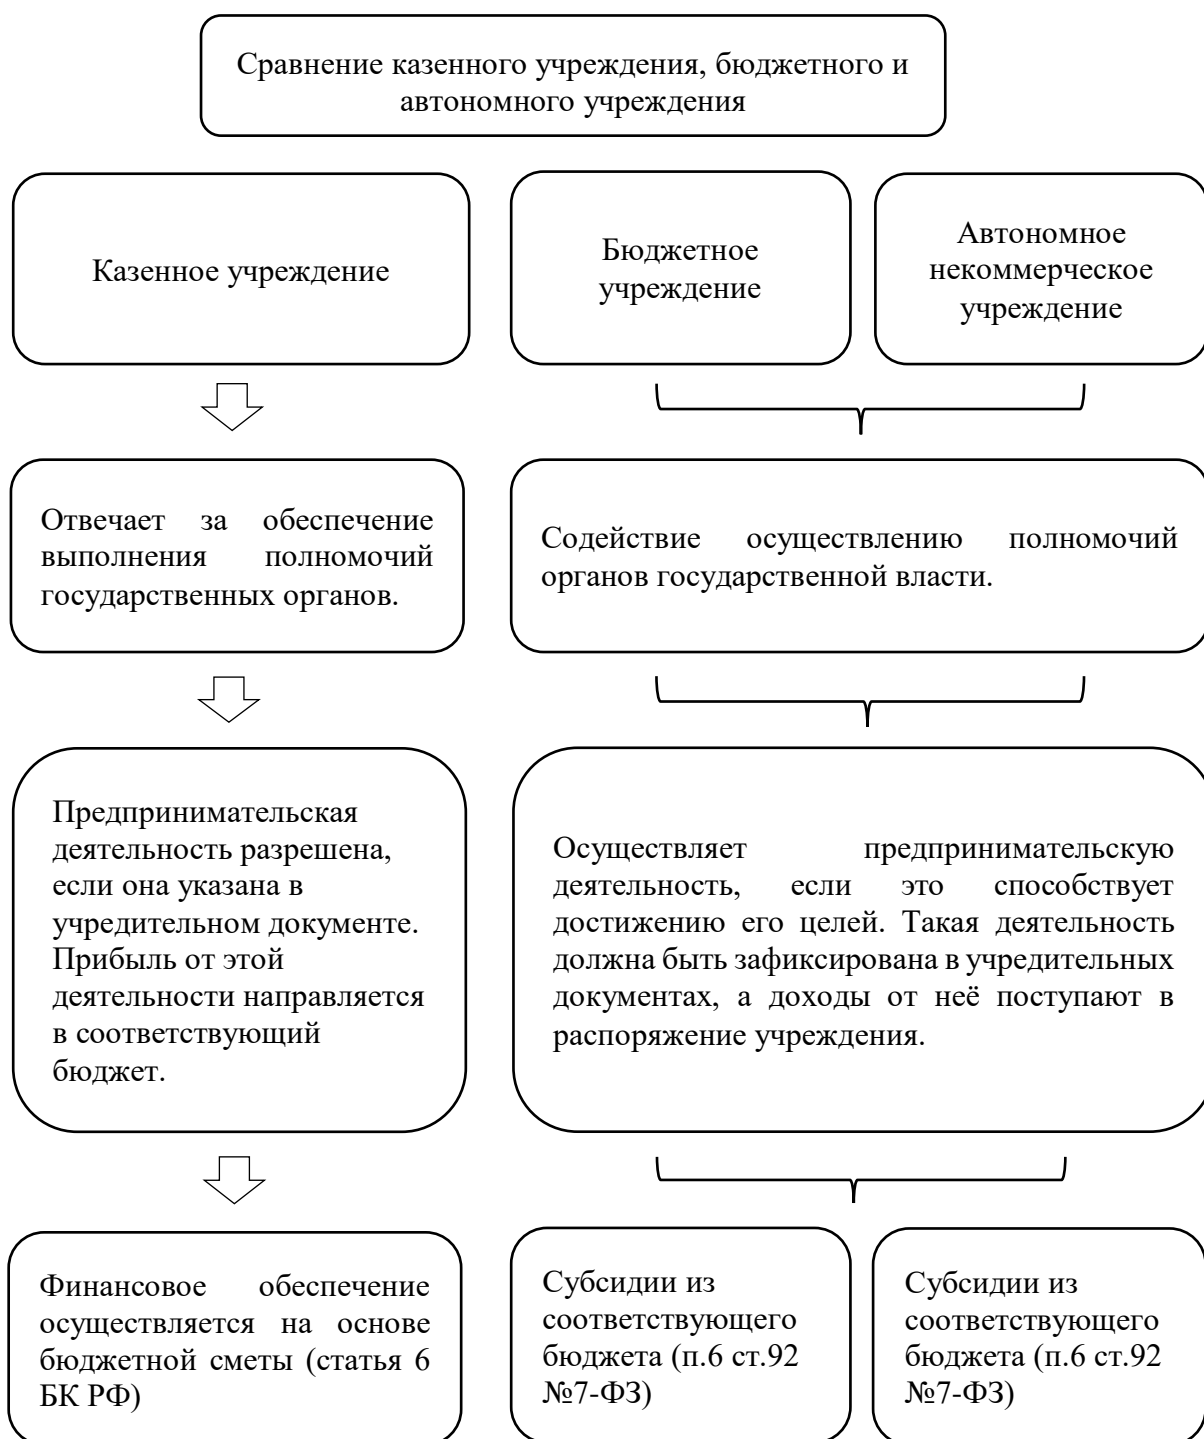 Сравнение казенного учреждения, бюджетного и
автономного учреждения
Казенное учреждение
Бюджетное
учреждение
Автономное
некоммерческое
учреждение
Отвечает за обеспечение
выполнения полномочий
государственных органов.
Содействие осуществлению полномочий
органов государственной власти.
Предпринимательская
деятельность разрешена,
если она указана в
учредительном документе.
Прибыль от этой
деятельности направляется
в соответствующий
бюджет.
Осуществляет предпринимательскую
деятельность, если это способствует
достижению его целей. Такая деятельность
должна быть зафиксирована в учредительных
документах, а доходы от неё поступают в
распоряжение учреждения.
Финансовое обеспечение
осуществляется на основе
бюджетной сметы (статья 6
БК РФ)
Субсидии из
соответствующего
бюджета (п.6 ст.92
№7-ФЗ)
Субсидии из
соответствующего
бюджета (п.6 ст.92
№7-ФЗ)